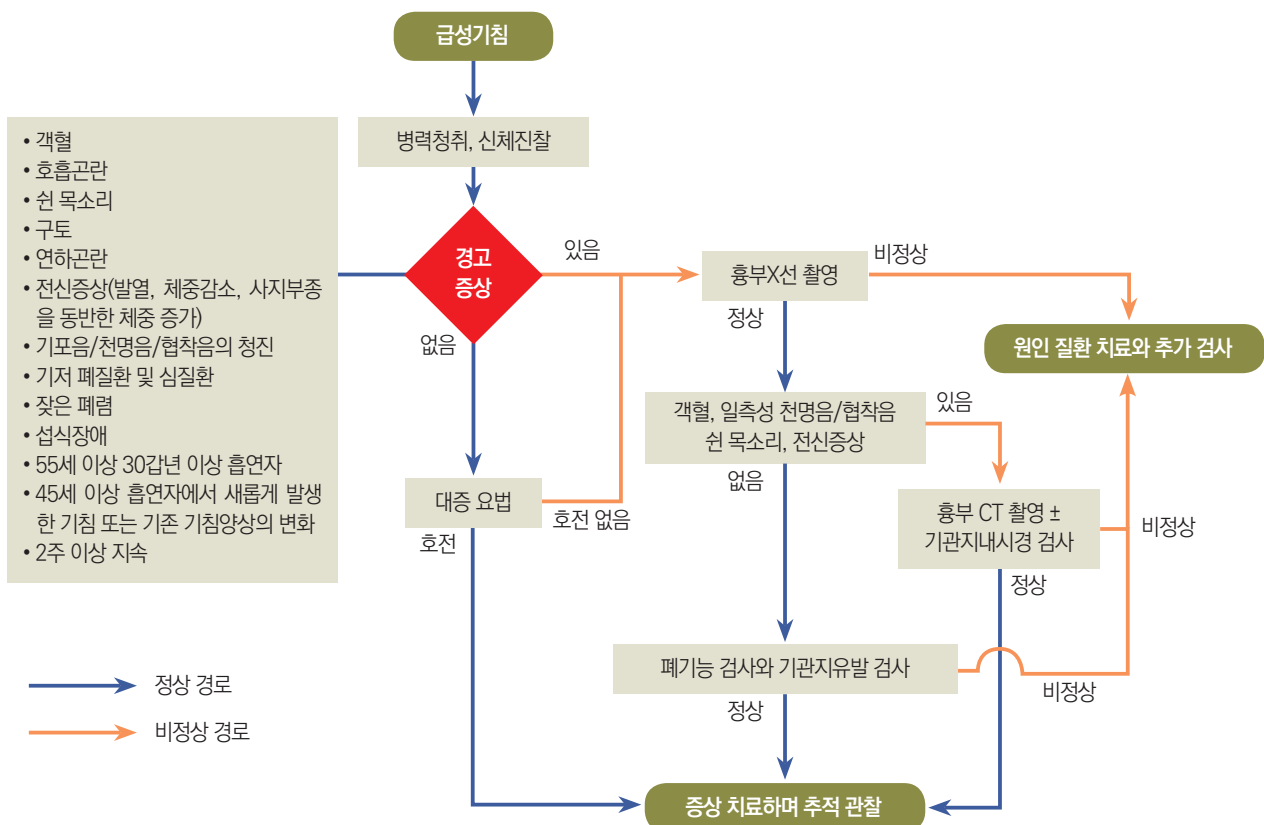 급성기침
병력청취, 신체진찰
• 객혈
• 호흡곤란
• 쉰 목소리
• 구토
• 연하곤란
• 전신증상(발열, 체중감소, 사지부종
을 동반한 체중 증가)
• 기포음/천명음/협착음의 청진
• 기저 폐질환 및 심질환
• 잦은 폐렴
• 섭식장애
• 55세 이상 30갑년 이상 흡연자
• 45세 이상 흡연자에서 새롭게 발생
한 기침 또는 기존 기침양상의 변화
• 2주 이상 지속
경고
증상
있음
없음
흉부X선 촬영
비정상
정상
원인 질환 치료와 추가 검사
객혈, 일측성 천명음/협착음
쉰 목소리, 전신증상
있음
없음
대증 요법
호전 없음
호전
흉부 CT 촬영 ±
기관지내시경 검사
비정상
정상
폐기능 검사와 기관지유발 검사
비정상
정상
정상 경로
비정상 경로
증상 치료하며 추적 관찰